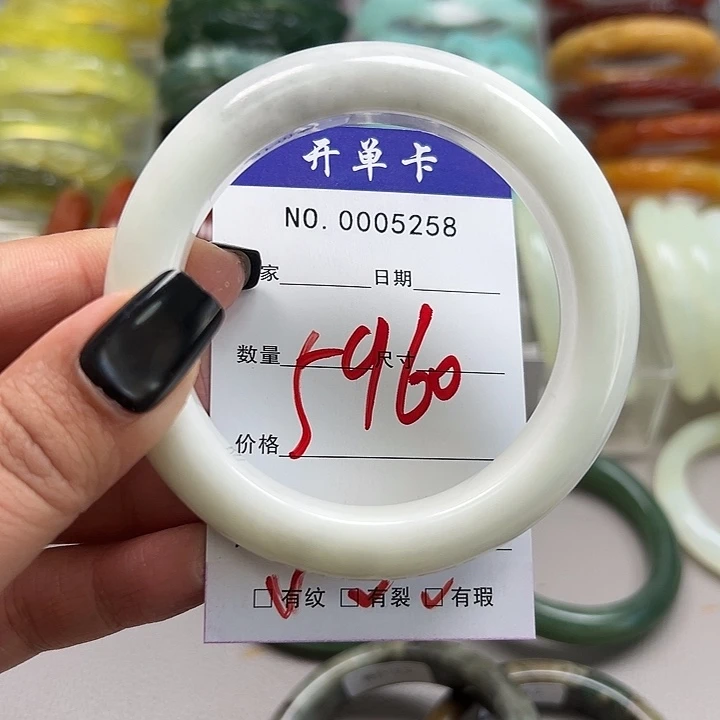 开单卡
NO. 0005258
家 日期
数量 尺寸
5960
价格
□有纹 □有裂 □有瑕